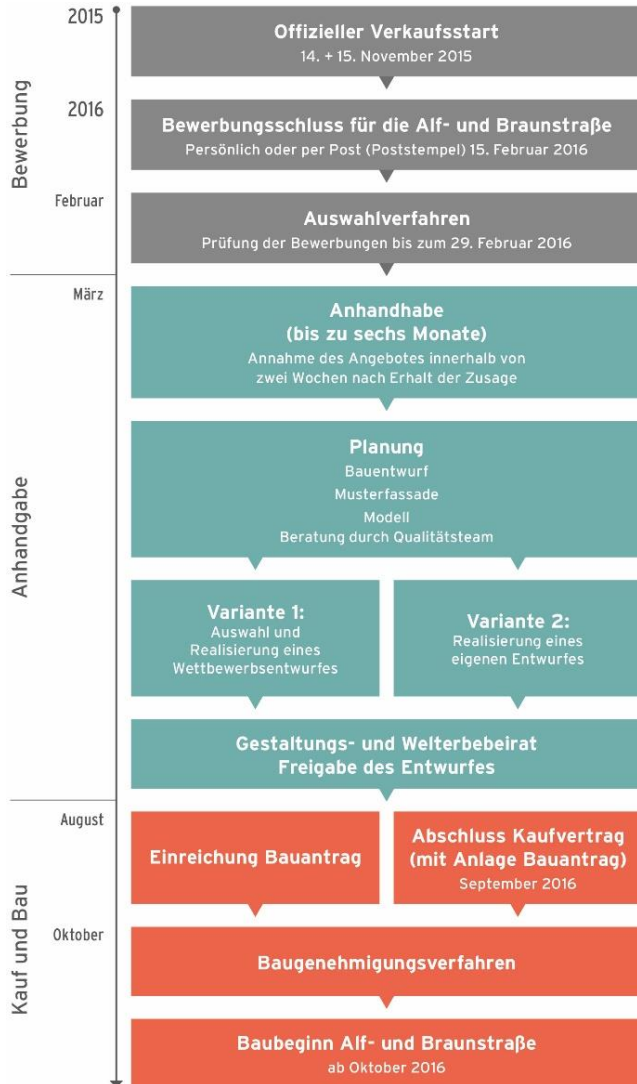 2015
Offizieller Verkaufsstart
14. + 15. November 2015
Bewerbung
2016
Bewerbungsschluss für die Alf- und Braunstraße
Persönlich oder per Post (Poststempel) 15. Februar 2016
Februar
Auswahlverfahren
Prüfung der Bewerbungen bis zum 29. Februar 2016
März
Anhandhabe
(bis zu sechs Monate)
Annahme des Angebotes innerhalb von
zwei Wochen nach Erhalt der Zusage
Anhandgabe
Planung
Bauentwurf
Musterfassade
Modell
Beratung durch Qualitätsteam
Variante 1:
Auswahl und
Realisierung eines
Wettbewerbsentwurfes
Variante 2:
Realisierung eines
eigenen Entwurfes
Gestaltungs- und Welterbebeirat
Freigabe des Entwurfes
August
Kauf und Bau
Einreichung Bauantrag
Abschluss Kaufvertrag
(mit Anlage Bauantrag)
September 2016
Oktober
Baugenehmigungsverfahren
Baubeginn Alf- und Braunstraße
ab Oktober 2016